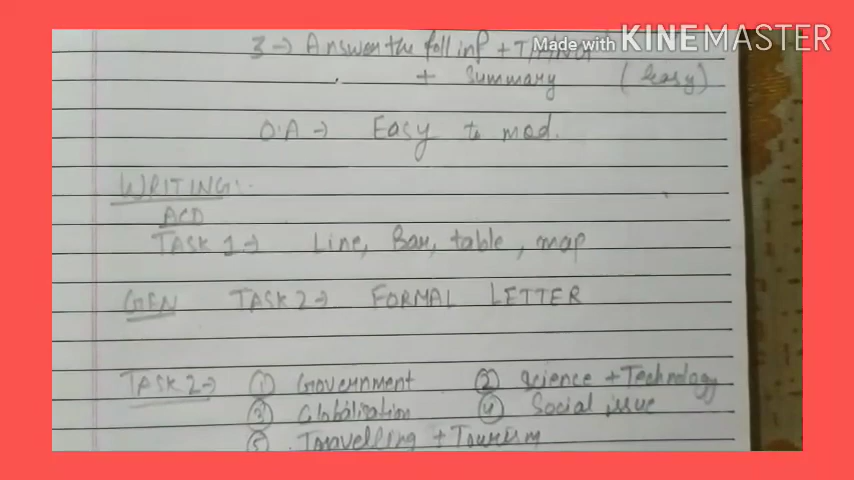 Made with KINEMASTER
3 → Answer the foll inf +
+ Summary (Easy)
O.A → Easy to mod.
WRITING:-
ACD
TASK 1 → Line, Bar, table, map
GEN TASK 2 → FORMAL LETTER
TASK 2 → ① Government ② Science + Technology
③ Globalisation ④ Social issue
⑤ Travelling + Tourism